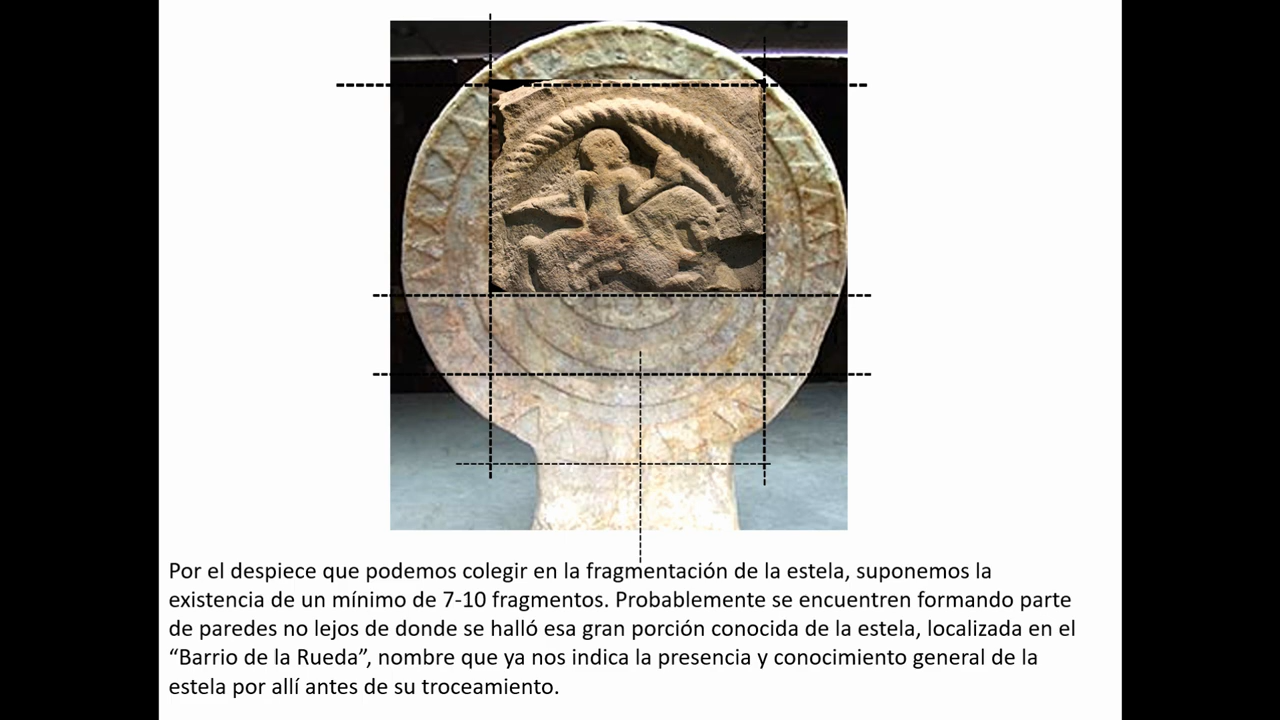 Por el despiece que podemos colegir en la fragmentación de la estela, suponemos la
existencia de un mínimo de 7-10 fragmentos. Probablemente se encuentren formando parte
de paredes no lejos de donde se halló esa gran porción conocida de la estela, localizada en el
“Barrio de la Rueda”, nombre que ya nos indica la presencia y conocimiento general de la
estela por allí antes de su troceamiento.